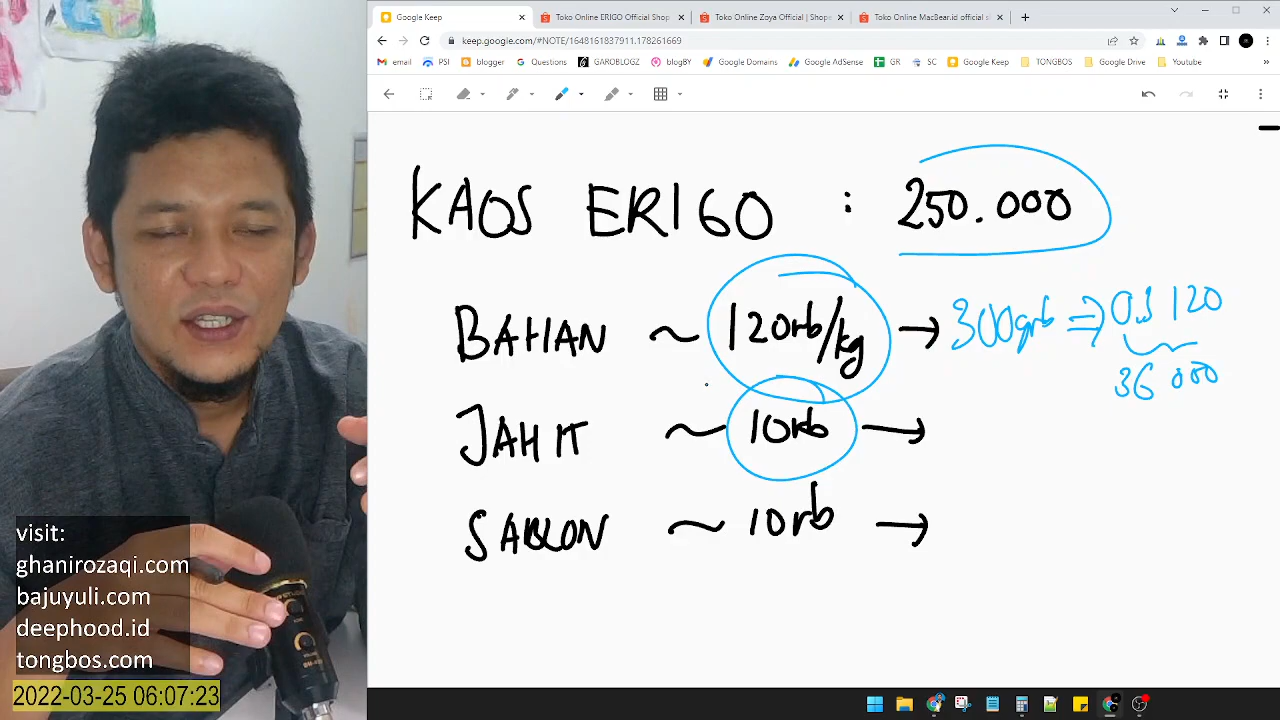 Google Keep
Toko Online ERIGO Official Shop
Toko Online Zoya Official | Shope
Toko Online MacBear.id official s
keep.google.com/#NOTE/1648161837911.178261669
email PSI blogger Questions GAROBLOGZ blogBY Google Domains Google AdSense GR SC Google Keep TONGBOS Google Drive Youtube
KAOS ERIGO : 250.000
BAHAN ~ 120rb/kg → 300grb => 0.3 120
36 000
JAHIT ~ 10rb →
SABLON ~ 10rb →
visit:
ghanirozaqi.com
bajuyuli.com
deephood.id
tongbos.com
2022-03-25 06:07:23